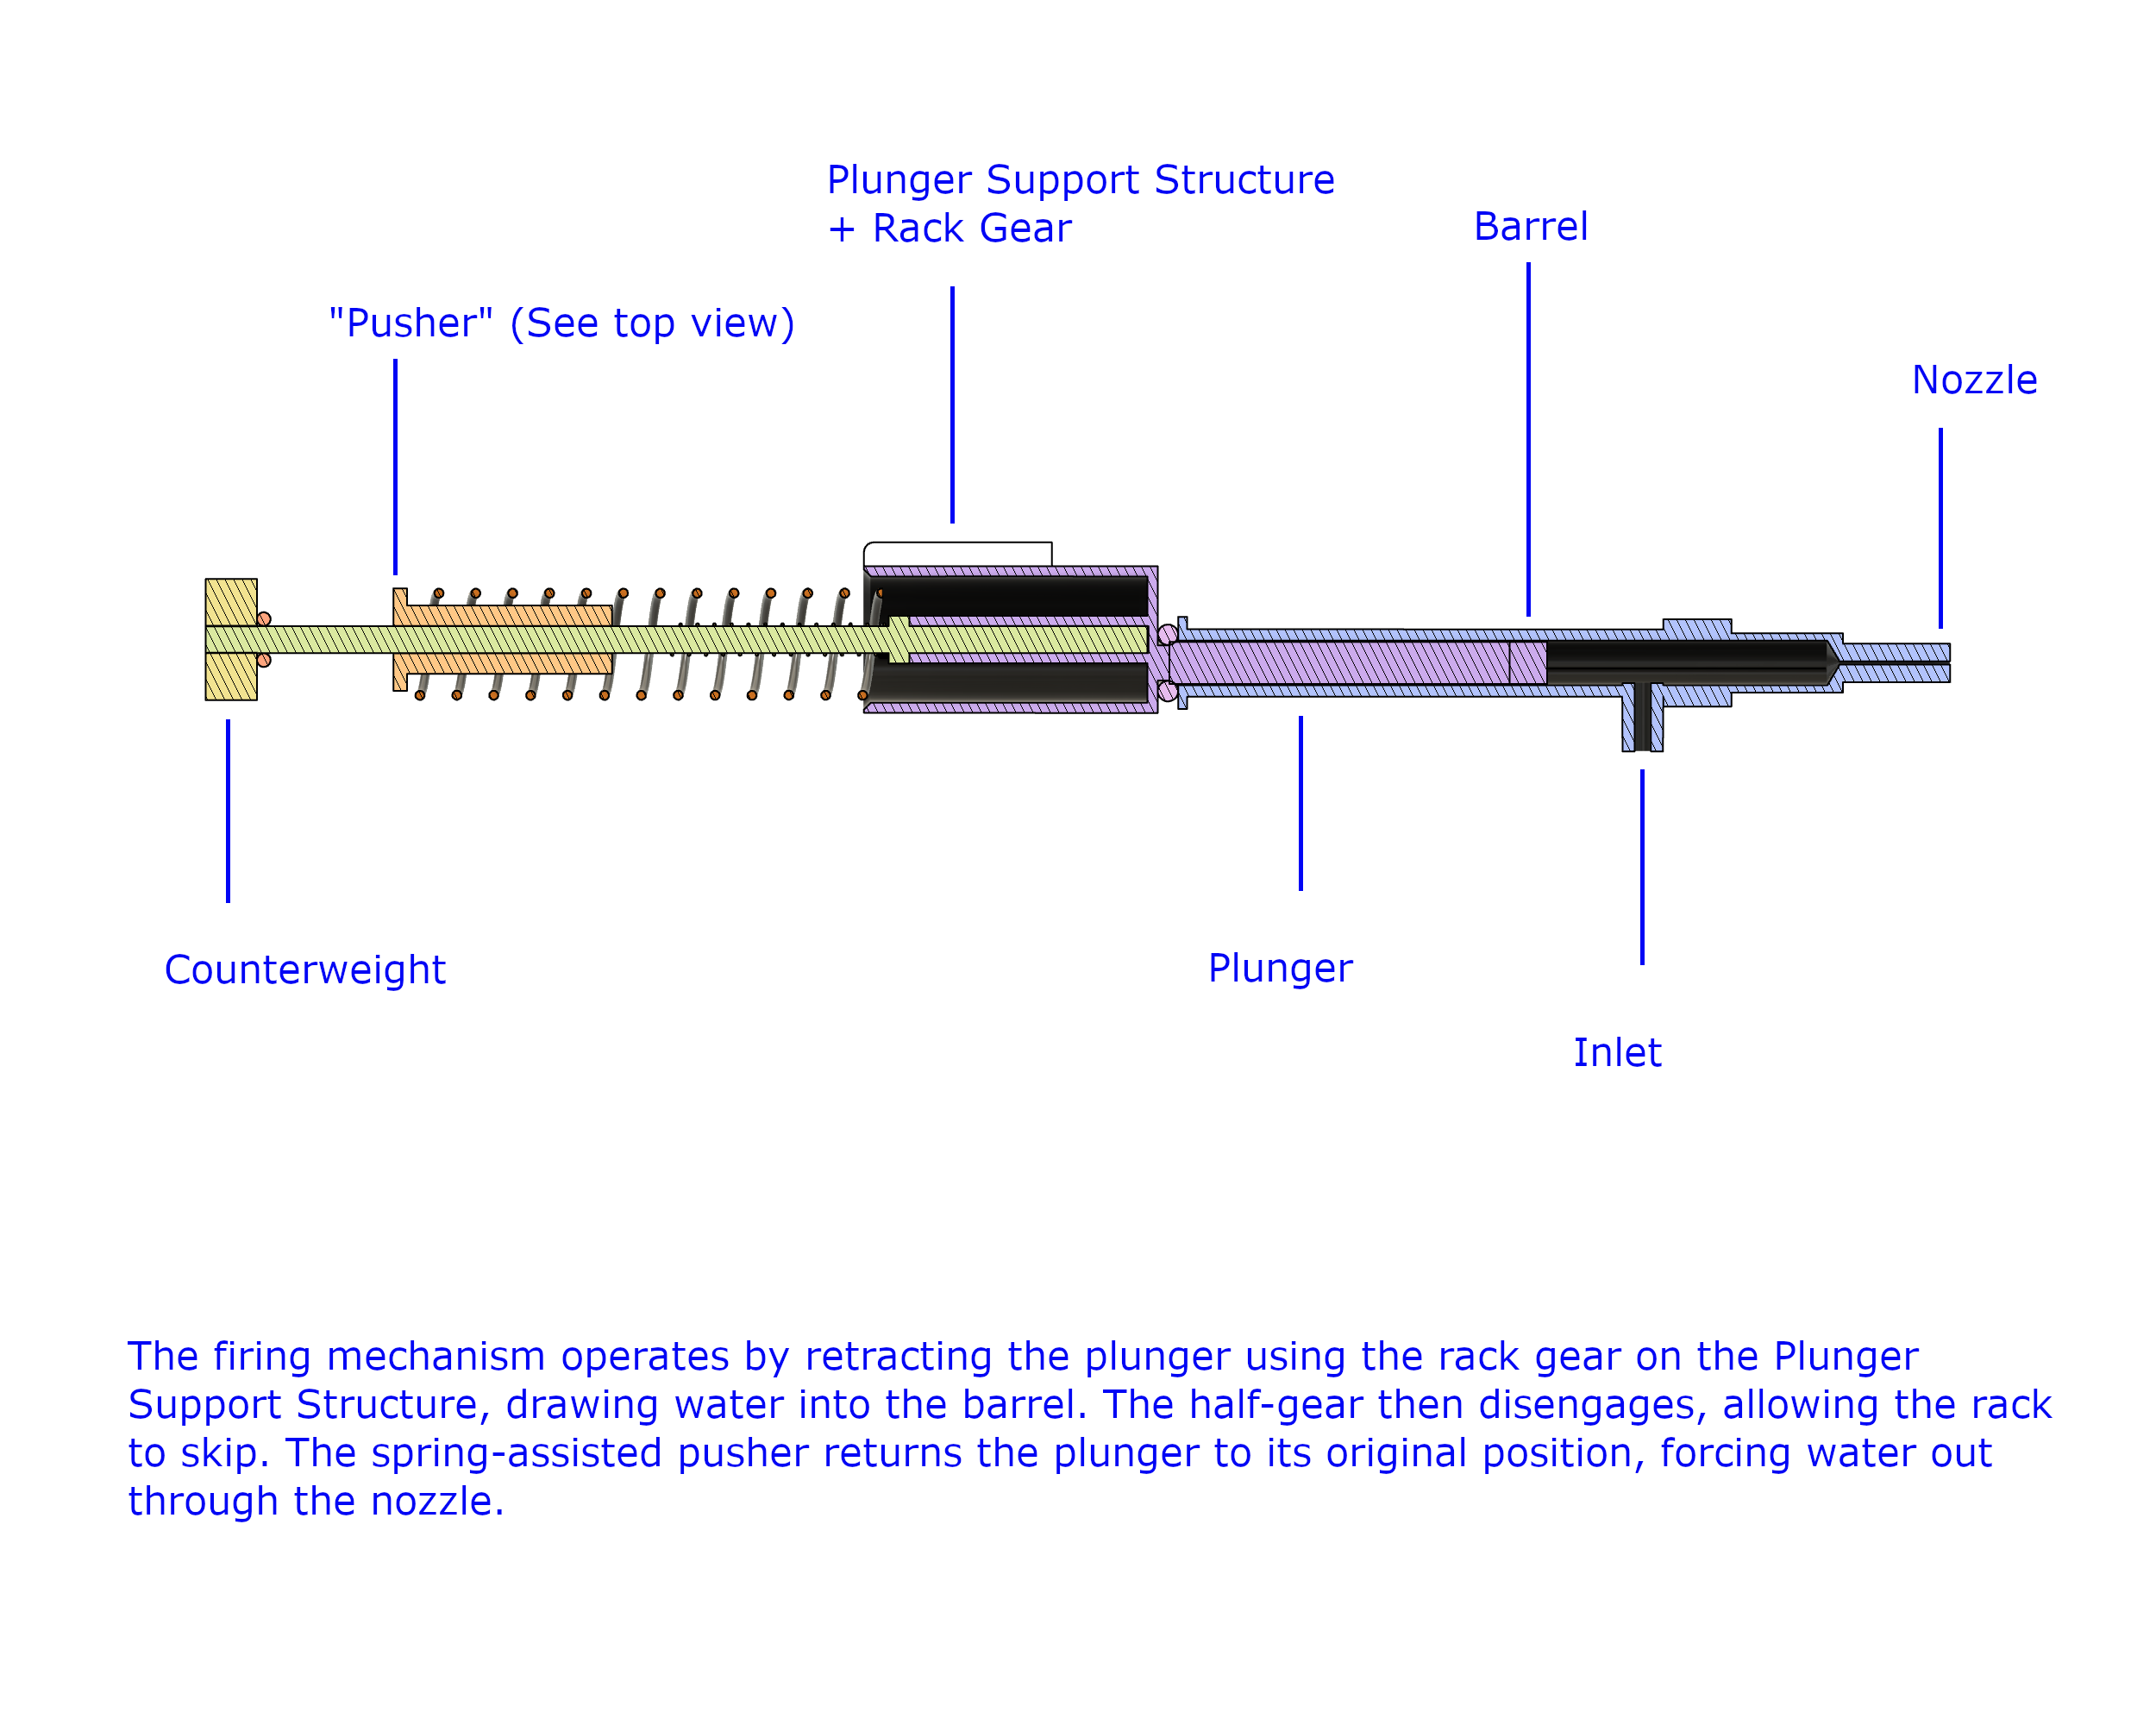 Plunger Support Structure
+ Rack Gear
Barrel
"Pusher" (See top view)
Nozzle
Counterweight
Plunger
Inlet
The firing mechanism operates by retracting the plunger using the rack gear on the Plunger
Support Structure, drawing water into the barrel. The half-gear then disengages, allowing the rack
to skip. The spring-assisted pusher returns the plunger to its original position, forcing water out
through the nozzle.